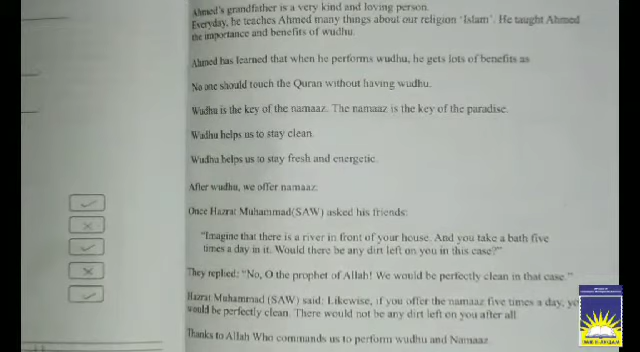 Ahmed's grandfather is a very kind and loving person.
Everyday, he teaches Ahmed many things about our religion 'Islam'. He taught Ahmed
the importance and benefits of wudhu.
Ahmed has learned that when he performs wudhu, he gets lots of benefits as
No one should touch the Quran without having wudhu.
Wudhu is the key of the namaaz. The namaaz is the key of the paradise.
Wudhu helps us to stay clean.
Wudhu helps us to stay fresh and energetic.
After wudhu, we offer namaaz.
Once Hazrat Muhammad(SAW) asked his friends:
"Imagine that there is a river in front of your house. And you take a bath five
times a day in it. Would there be any dirt left on you in this case?"
They replied: "No, O the prophet of Allah! We would be perfectly clean in that case."
Hazrat Muhammad (SAW) said: Likewise, if you offer the namaaz five times a day, yo
would be perfectly clean. There would not be any dirt left on you after all.
Thanks to Allah Who commands us to perform wudhu and Namaaz.